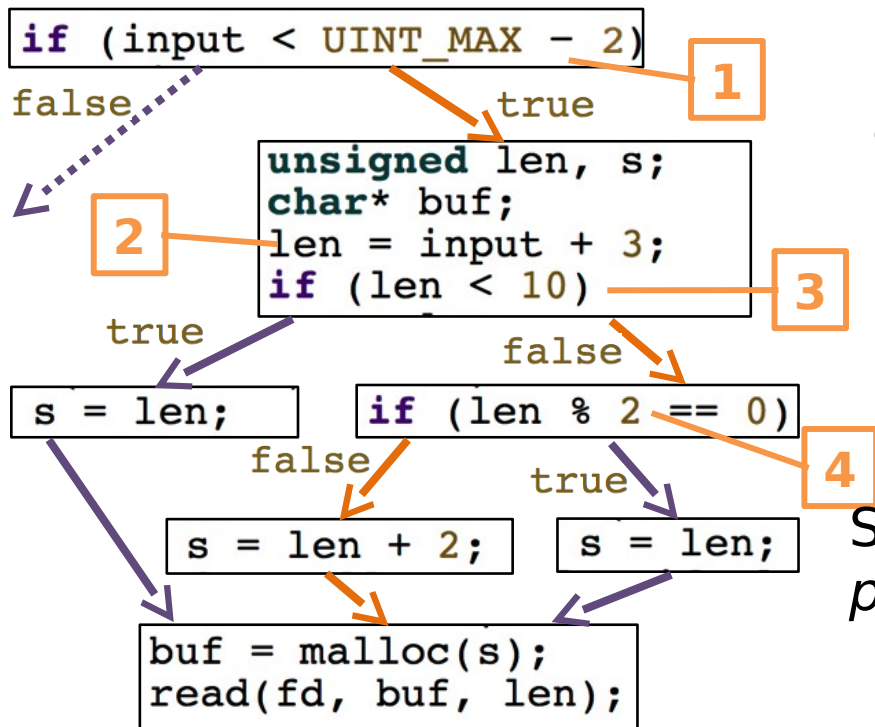 if (input < UINT_MAX - 2)
1
false
true
unsigned len, s;
char* buf;
2
len = input + 3;
if (len < 10)
3
true
false
s = len;
if (len % 2 == 0)
false
true
4
s = len + 2;
s = len;
S
p
buf = malloc(s);
read(fd, buf, len);